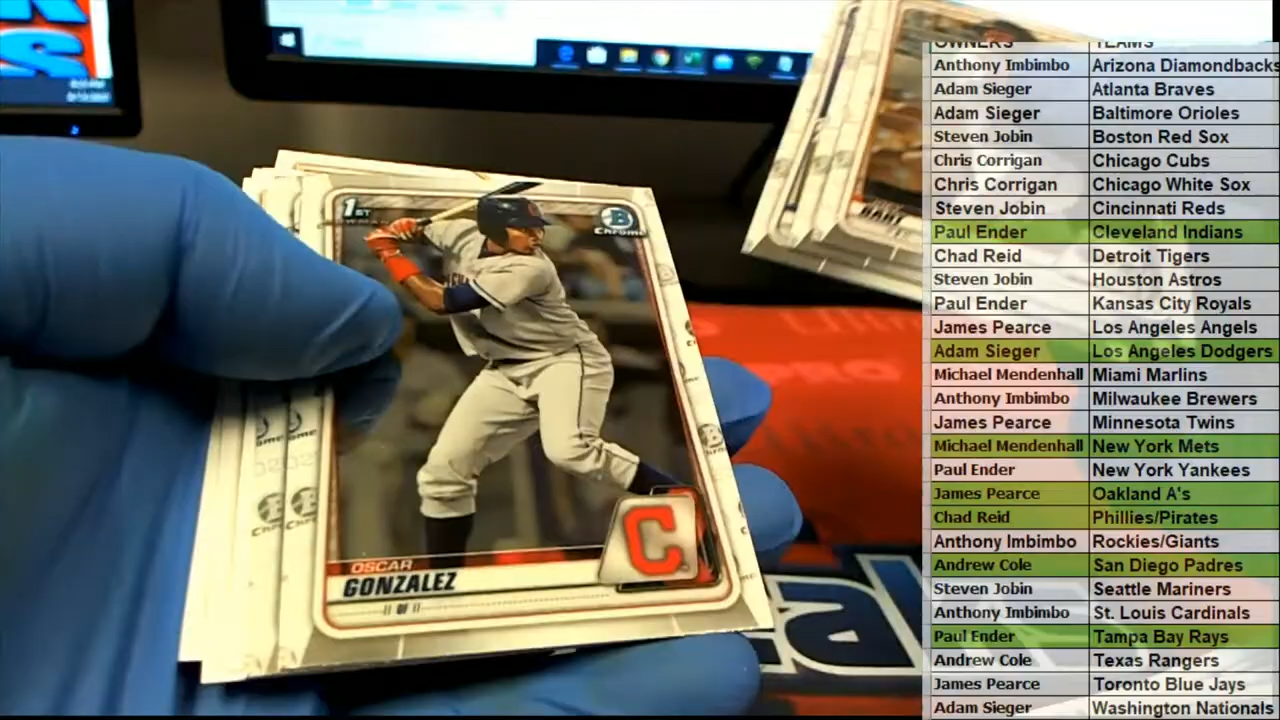 OWNERS TEAMS
Anthony Imbimbo Arizona Diamondbacks
Adam Sieger Atlanta Braves
Adam Sieger Baltimore Orioles
Steven Jobin Boston Red Sox
Chris Corrigan Chicago Cubs
Chris Corrigan Chicago White Sox
Steven Jobin Cincinnati Reds
Paul Ender Cleveland Indians
Chad Reid Detroit Tigers
Steven Jobin Houston Astros
Paul Ender Kansas City Royals
James Pearce Los Angeles Angels
Adam Sieger Los Angeles Dodgers
Michael Mendenhall Miami Marlins
Anthony Imbimbo Milwaukee Brewers
James Pearce Minnesota Twins
Michael Mendenhall New York Mets
Paul Ender New York Yankees
James Pearce Oakland A's
Chad Reid Phillies/Pirates
Anthony Imbimbo Rockies/Giants
Andrew Cole San Diego Padres
Steven Jobin Seattle Mariners
Anthony Imbimbo St. Louis Cardinals
Paul Ender Tampa Bay Rays
Andrew Cole Texas Rangers
James Pearce Toronto Blue Jays
Adam Sieger Washington Nationals
1ST
B
Chrome
C
OSCAR
GONZALEZ
OF
HART
PRO